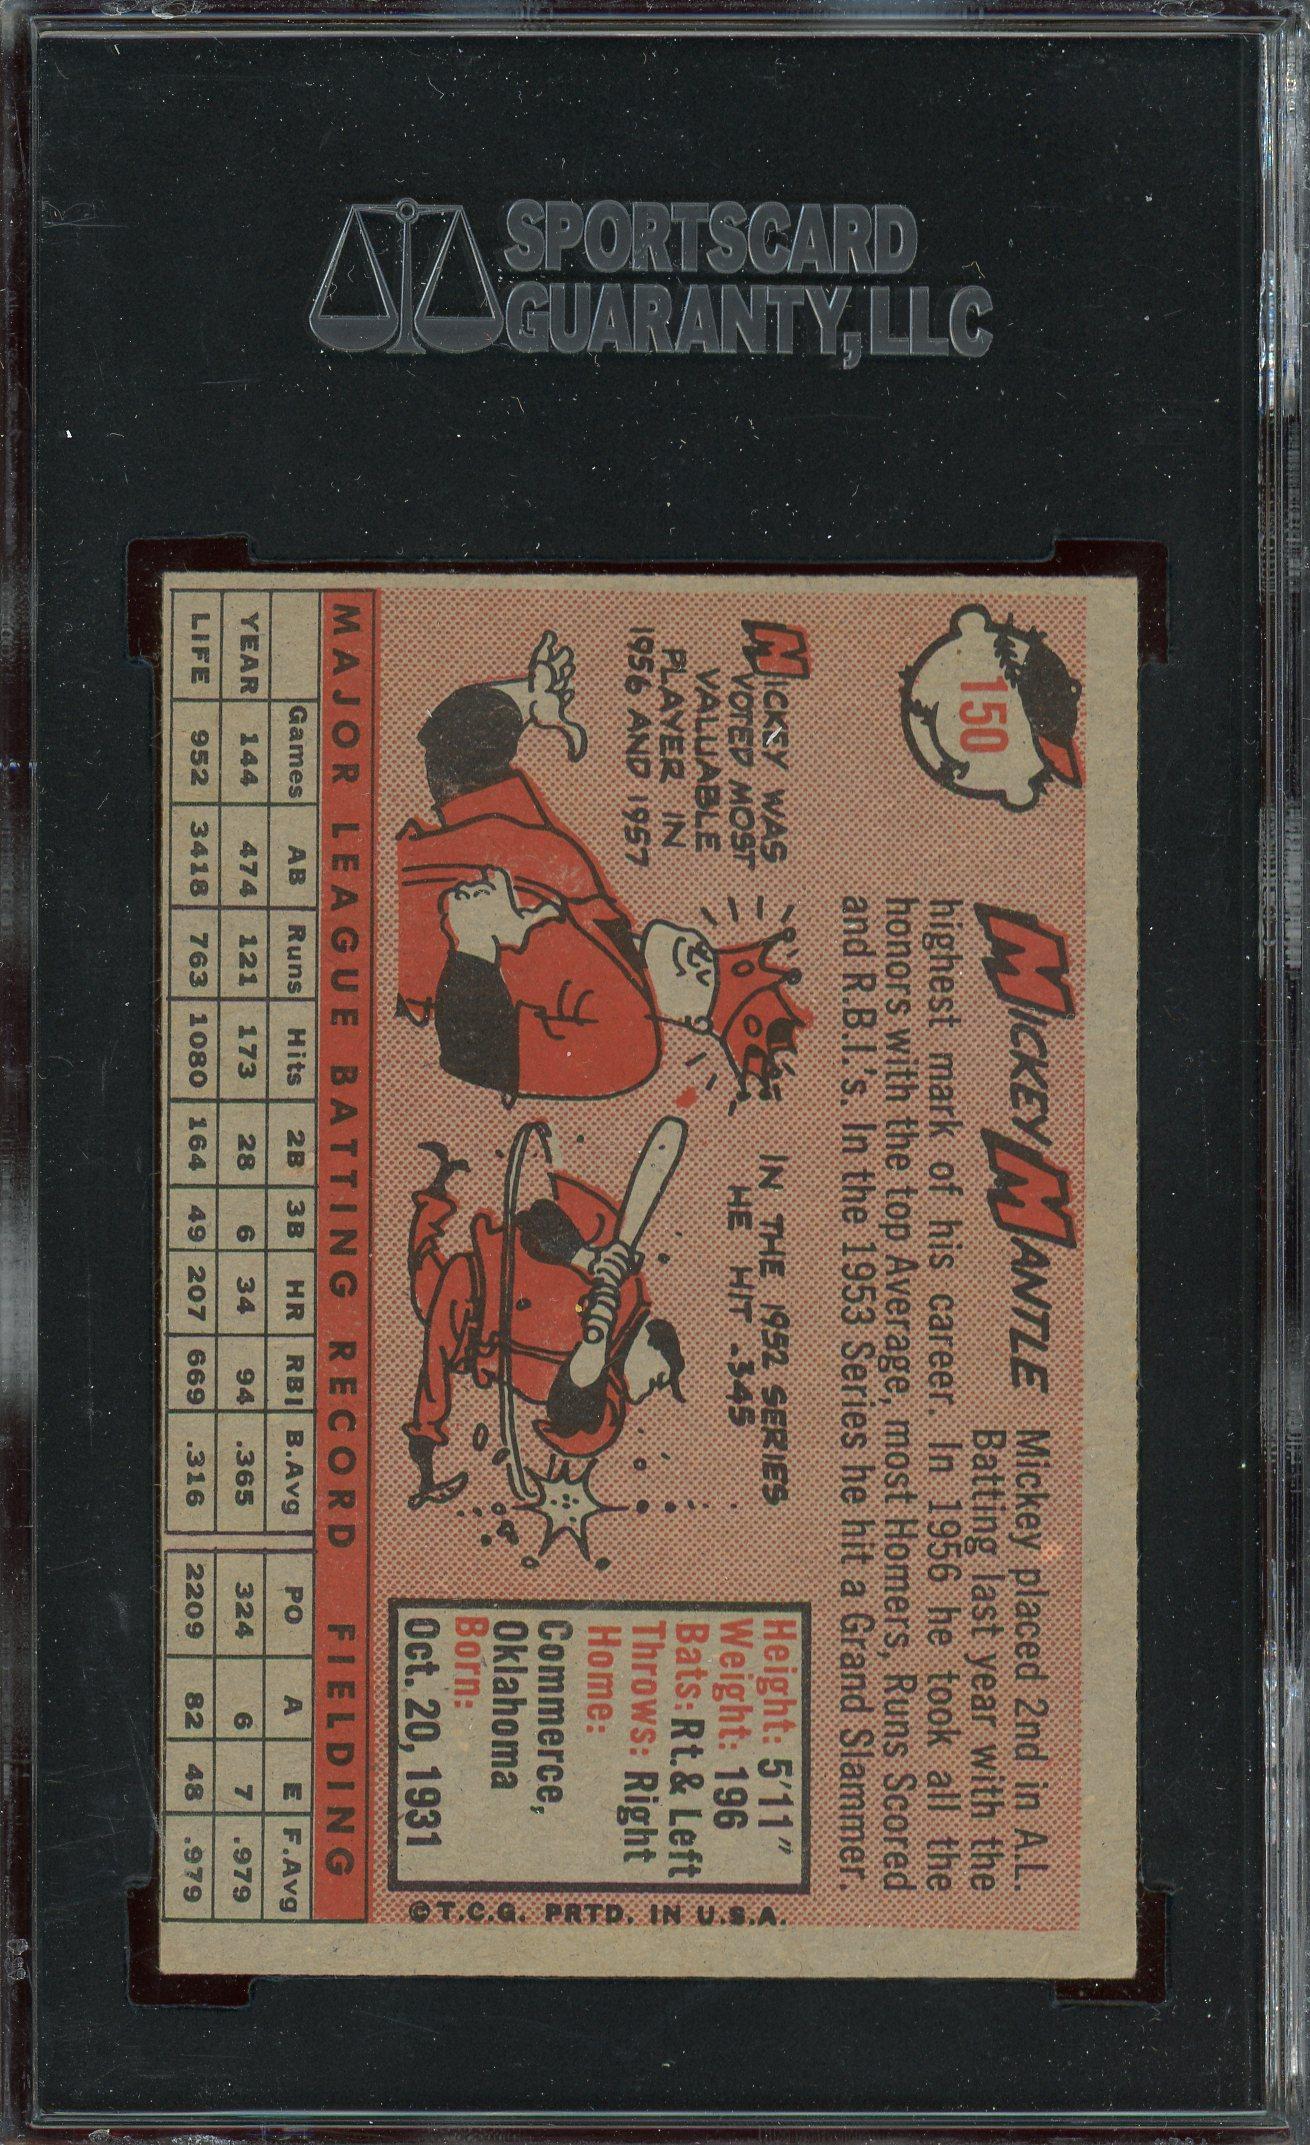 SPORTSCARD
GUARANTY, LLC
150
MICKEY MANTLE
Mickey placed 2nd in A.L.
Batting last year with the
highest mark of his career. In 1956 he took all the
honors with the top Average, most Homers, Runs Scored
and R.B.I.'s. In the 1953 Series he hit a Grand Slammer.
MICKEY WAS
VOTED MOST
VALUABLE
PLAYER IN
1956 AND 1957
IN THE 1952 SERIES
HE HIT .345
Height: 5'11"
Weight: 196
Bats: Rt. & Left
Throws: Right
Home:
Commerce,
Oklahoma
Born:
Oct. 20, 1931
© T.C.G. PRTD. IN U.S.A.
MAJOR LEAGUE BATTING RECORD FIELDING
Games AB Runs Hits 2B 3B HR RBI B.Avg PO A E F.Avg
YEAR 144 474 121 173 28 6 34 94 .365 324 6 7 .979
LIFE 952 3418 763 1080 164 49 207 669 .316 2209 82 48 .979